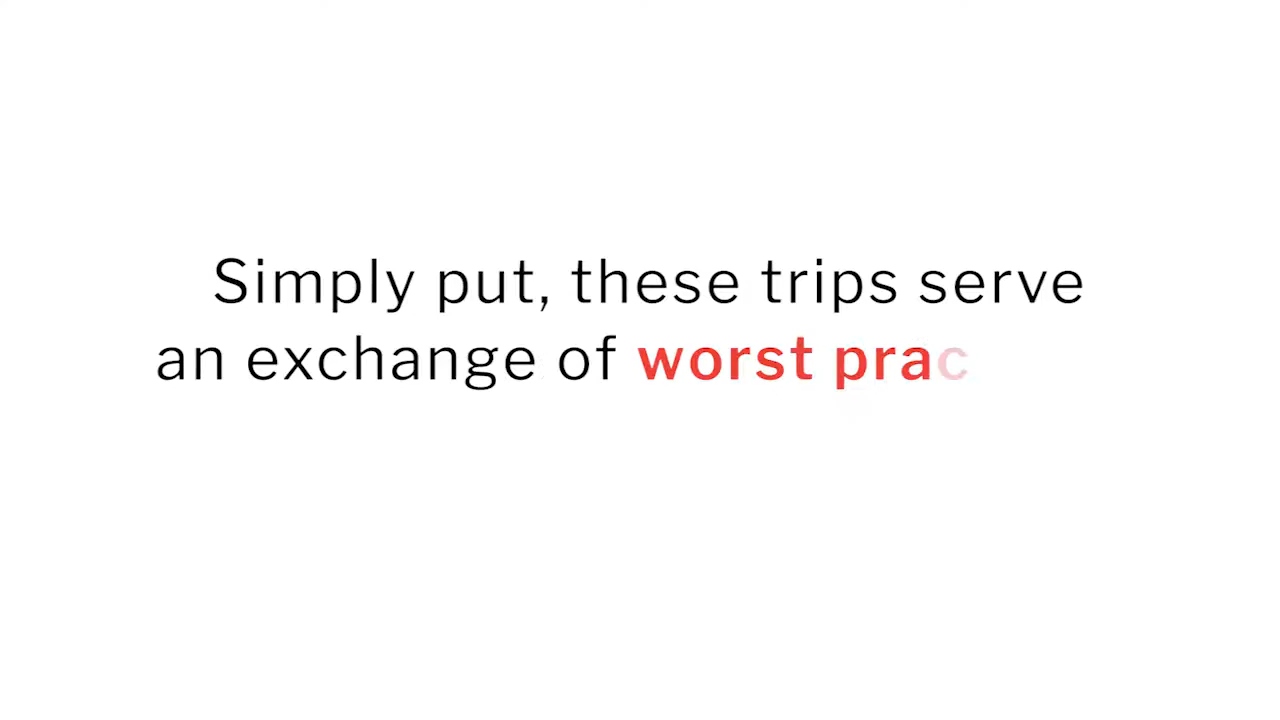 Simply put, these trips serve
an exchange of worst prac